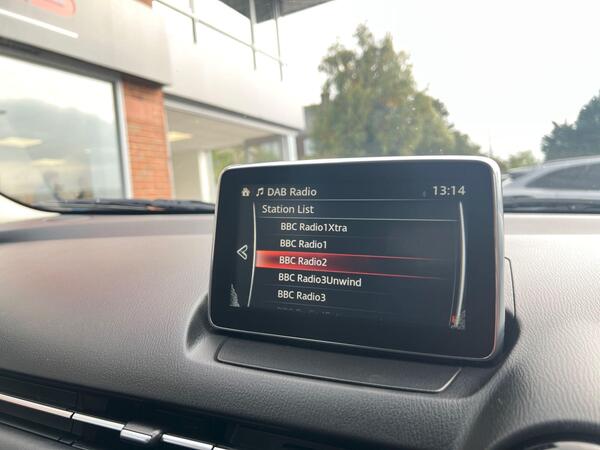 DAB Radio 13:14
Station List
BBC Radio1Xtra
BBC Radio1
BBC Radio2
BBC Radio3Unwind
BBC Radio3